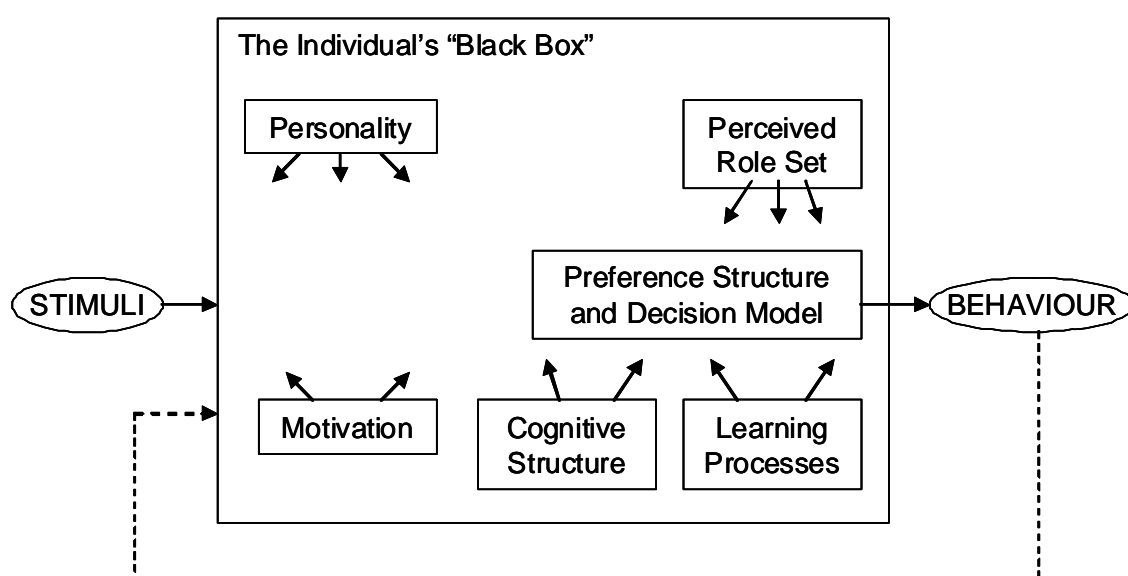 The Individual's “Black Box”
Personality
Perceived
Role Set
STIMULI
Preference Structure
and Decision Model
BEHAVIOUR
Motivation
Cognitive
Structure
Learning
Processes